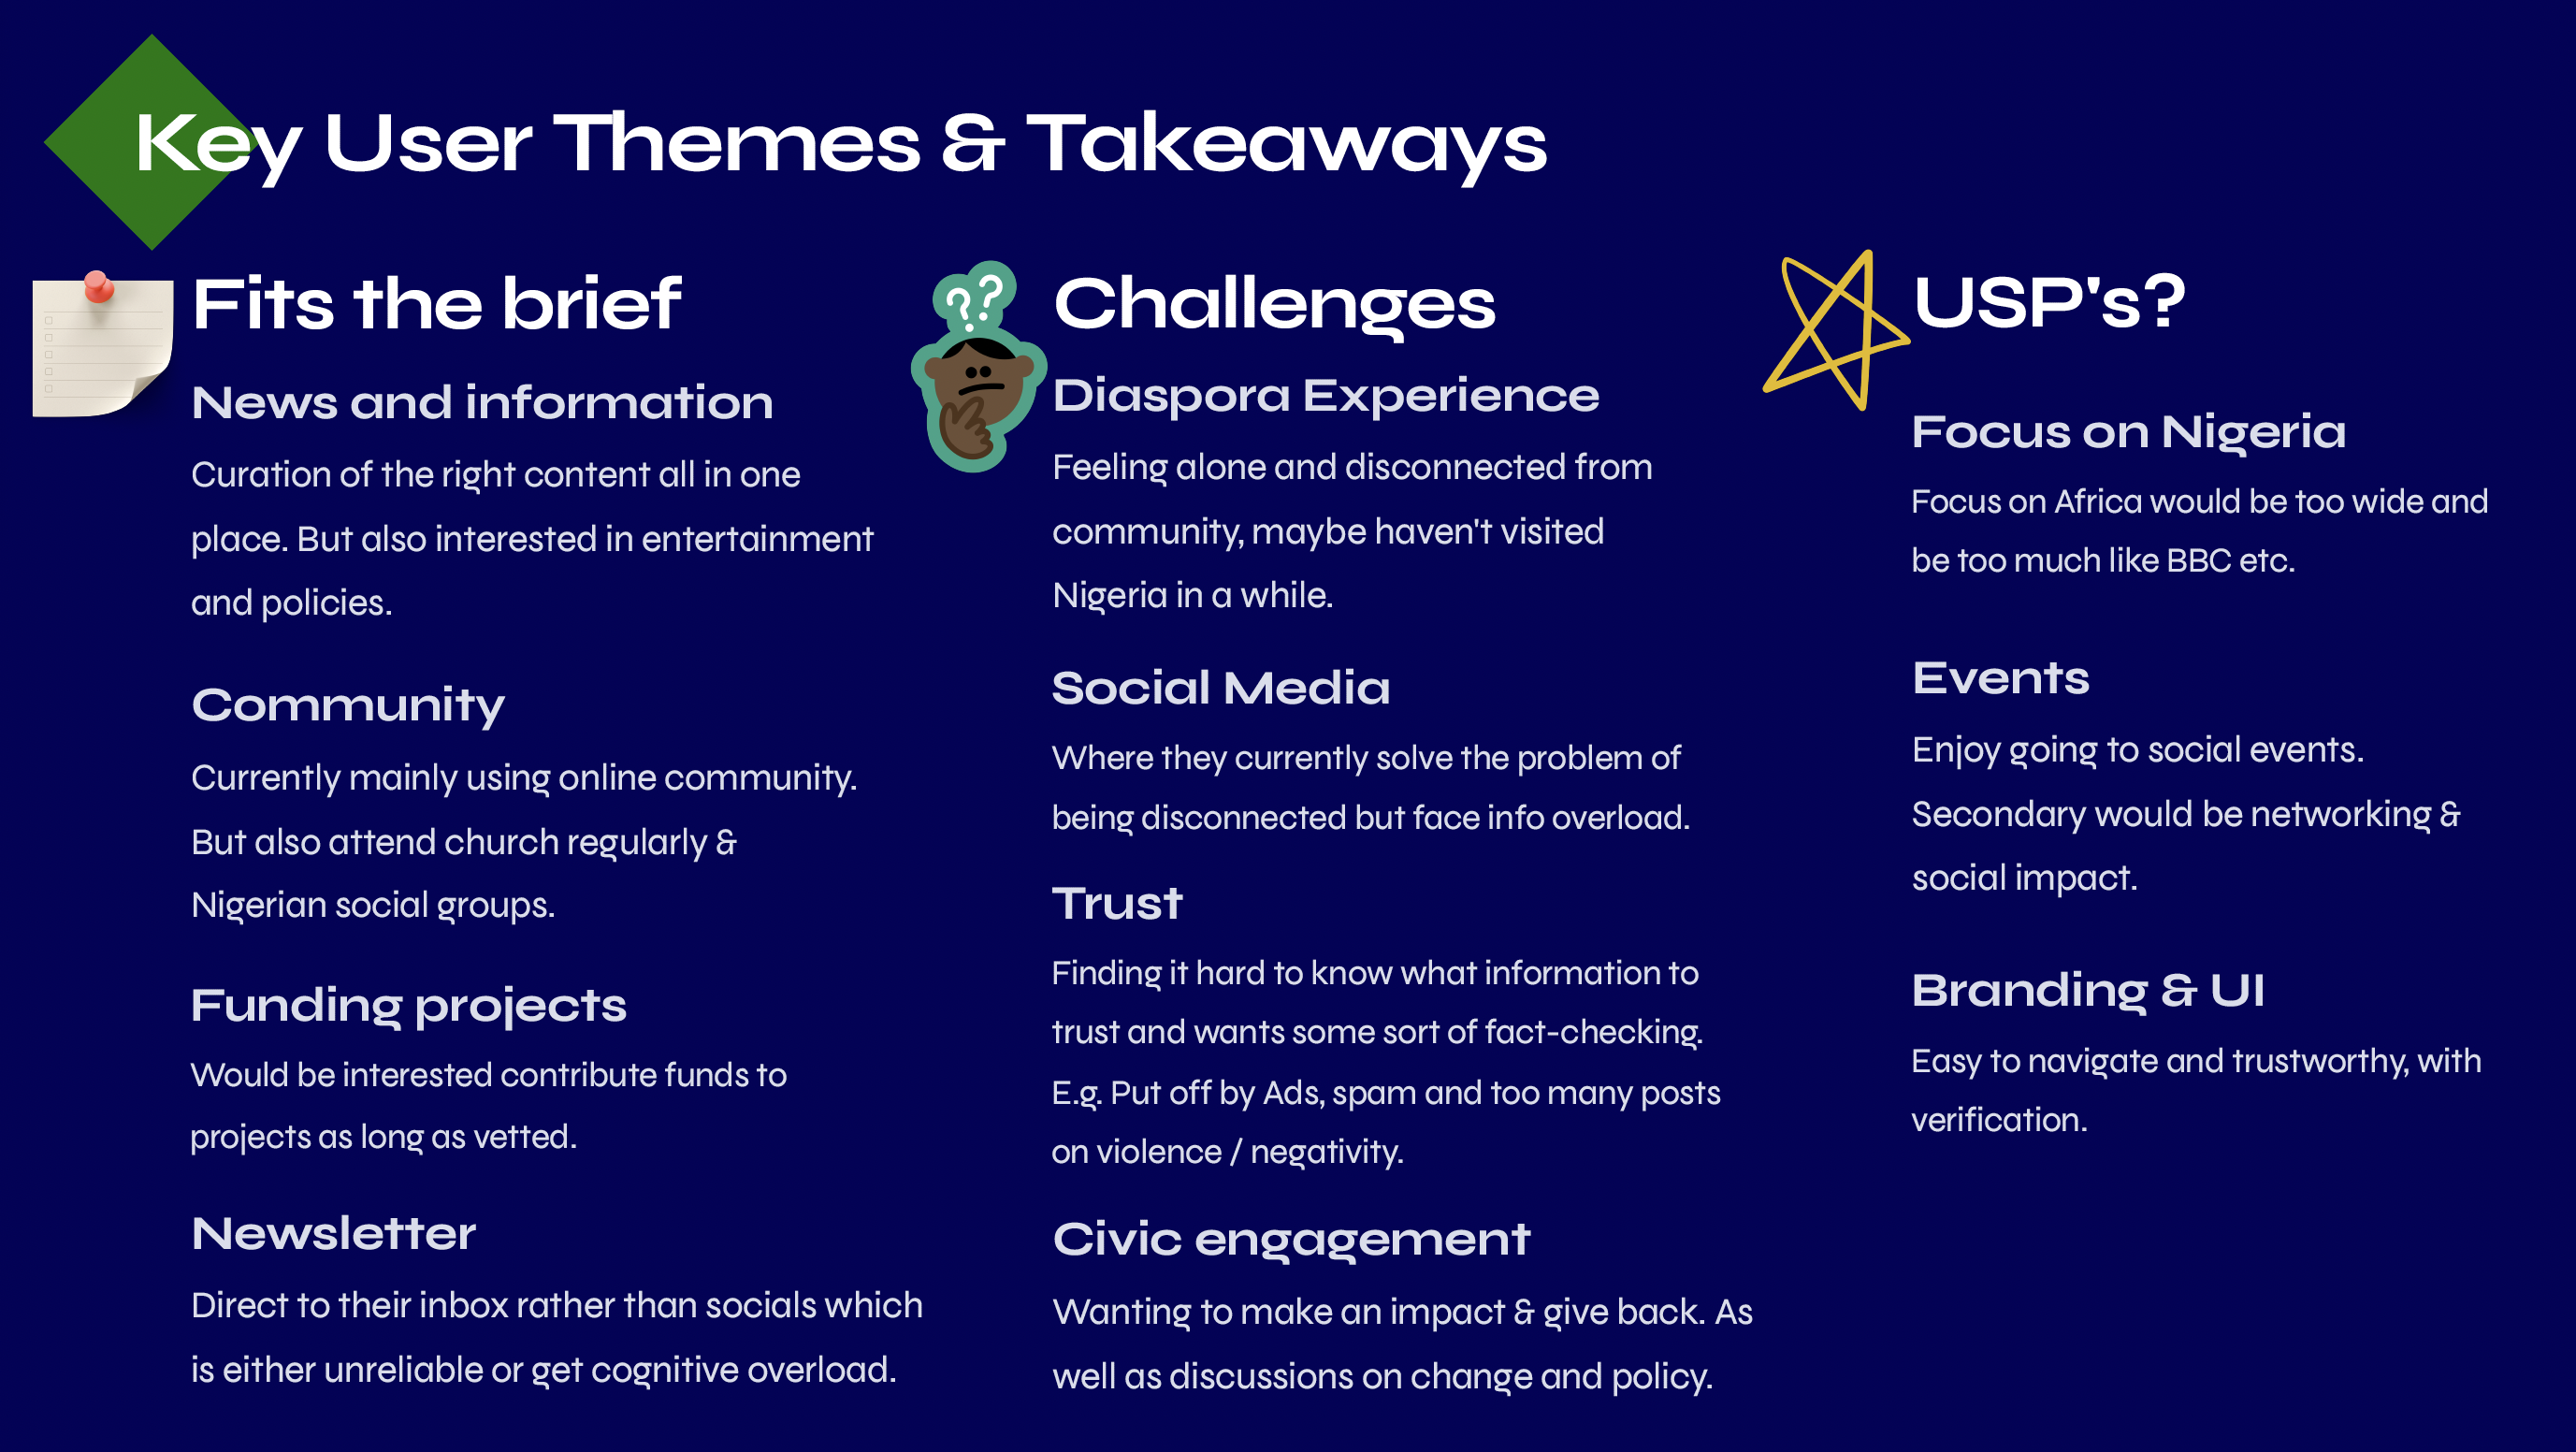 Key User Themes & Takeaways
Fits the brief
News and information
Curation of the right content all in one
place. But also interested in entertainment
and policies.
Community
Currently mainly using online community.
But also attend church regularly &
Nigerian social groups.
Funding projects
Would be interested contribute funds to
projects as long as vetted.
Newsletter
Direct to their inbox rather than socials which
is either unreliable or get cognitive overload.
??
?
Challenges
Diaspora Experience
Feeling alone and disconnected from
community, maybe haven't visited
Nigeria in a while.
Social Media
Where they currently solve the problem of
being disconnected but face info overload.
Trust
Finding it hard to know what information to
trust and wants some sort of fact-checking.
E.g. Put off by Ads, spam and too many posts
on violence / negativity.
Civic engagement
Wanting to make an impact & give back. As
well as discussions on change and policy.
USP's?
Focus on Nigeria
Focus on Africa would be too wide and
be too much like BBC etc.
Events
Enjoy going to social events.
Secondary would be networking &
social impact.
Branding & UI
Easy to navigate and trustworthy, with
verification.